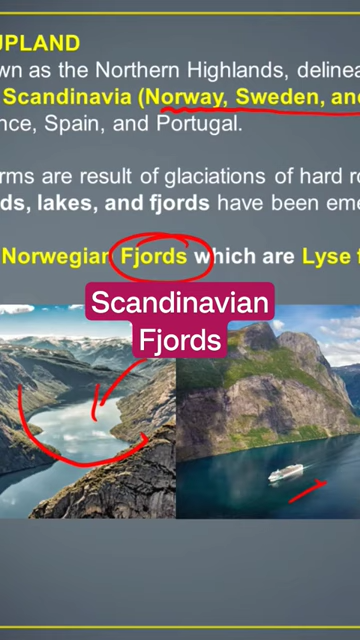 UPLAND
wn as the Northern Highlands, delinea
Scandinavia (Norway, Sweden, and
nce, Spain, and Portugal.
rms are result of glaciations of hard ro
ds, lakes, and fjords have been eme
Norwegian Fjords which are Lyse f
Scandinavian
Fjords